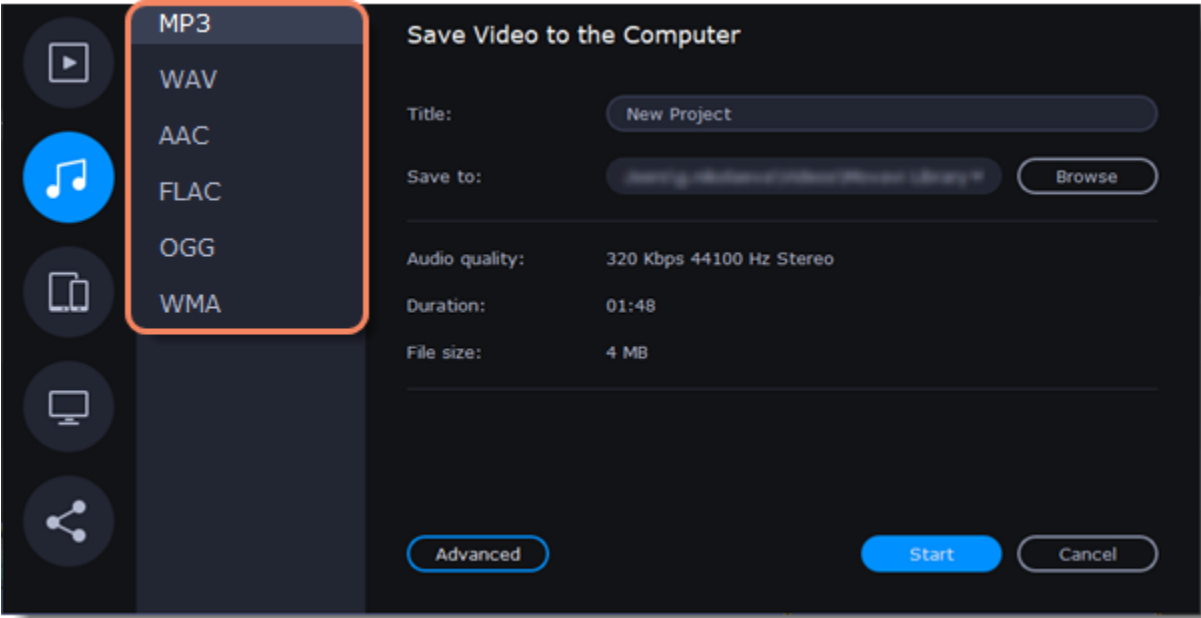 MP3
WAV
AAC
FLAC
OGG
WMA
Save Video to the Computer
Title: New Project
Save to: Browse
Audio quality: 320 Kbps 44100 Hz Stereo
Duration: 01:48
File size: 4 MB
Advanced Start Cancel